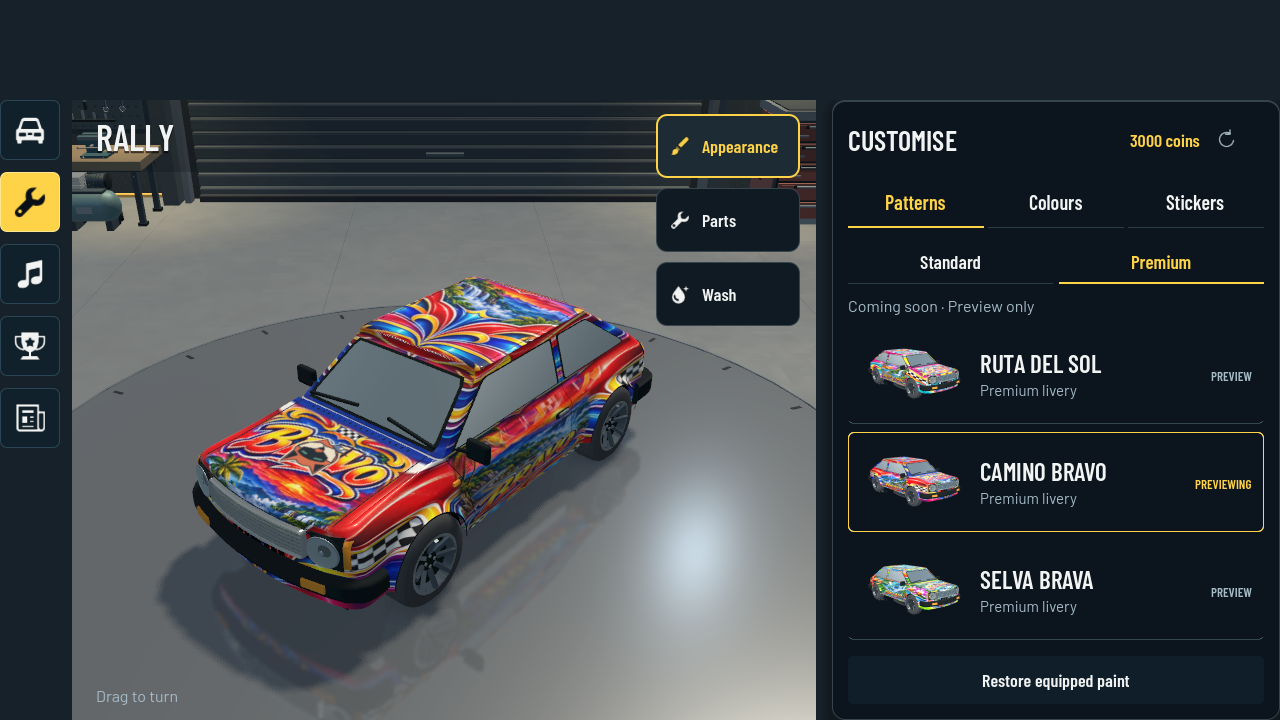 RALLY
Appearance
Parts
Wash
BRAVO
Drag to turn
CUSTOMISE
3000 coins
Patterns
Colours
Stickers
Standard
Premium
Coming soon · Preview only
RUTA DEL SOL
Premium livery
PREVIEW
CAMINO BRAVO
Premium livery
PREVIEWING
SELVA BRAVA
Premium livery
PREVIEW
Restore equipped paint